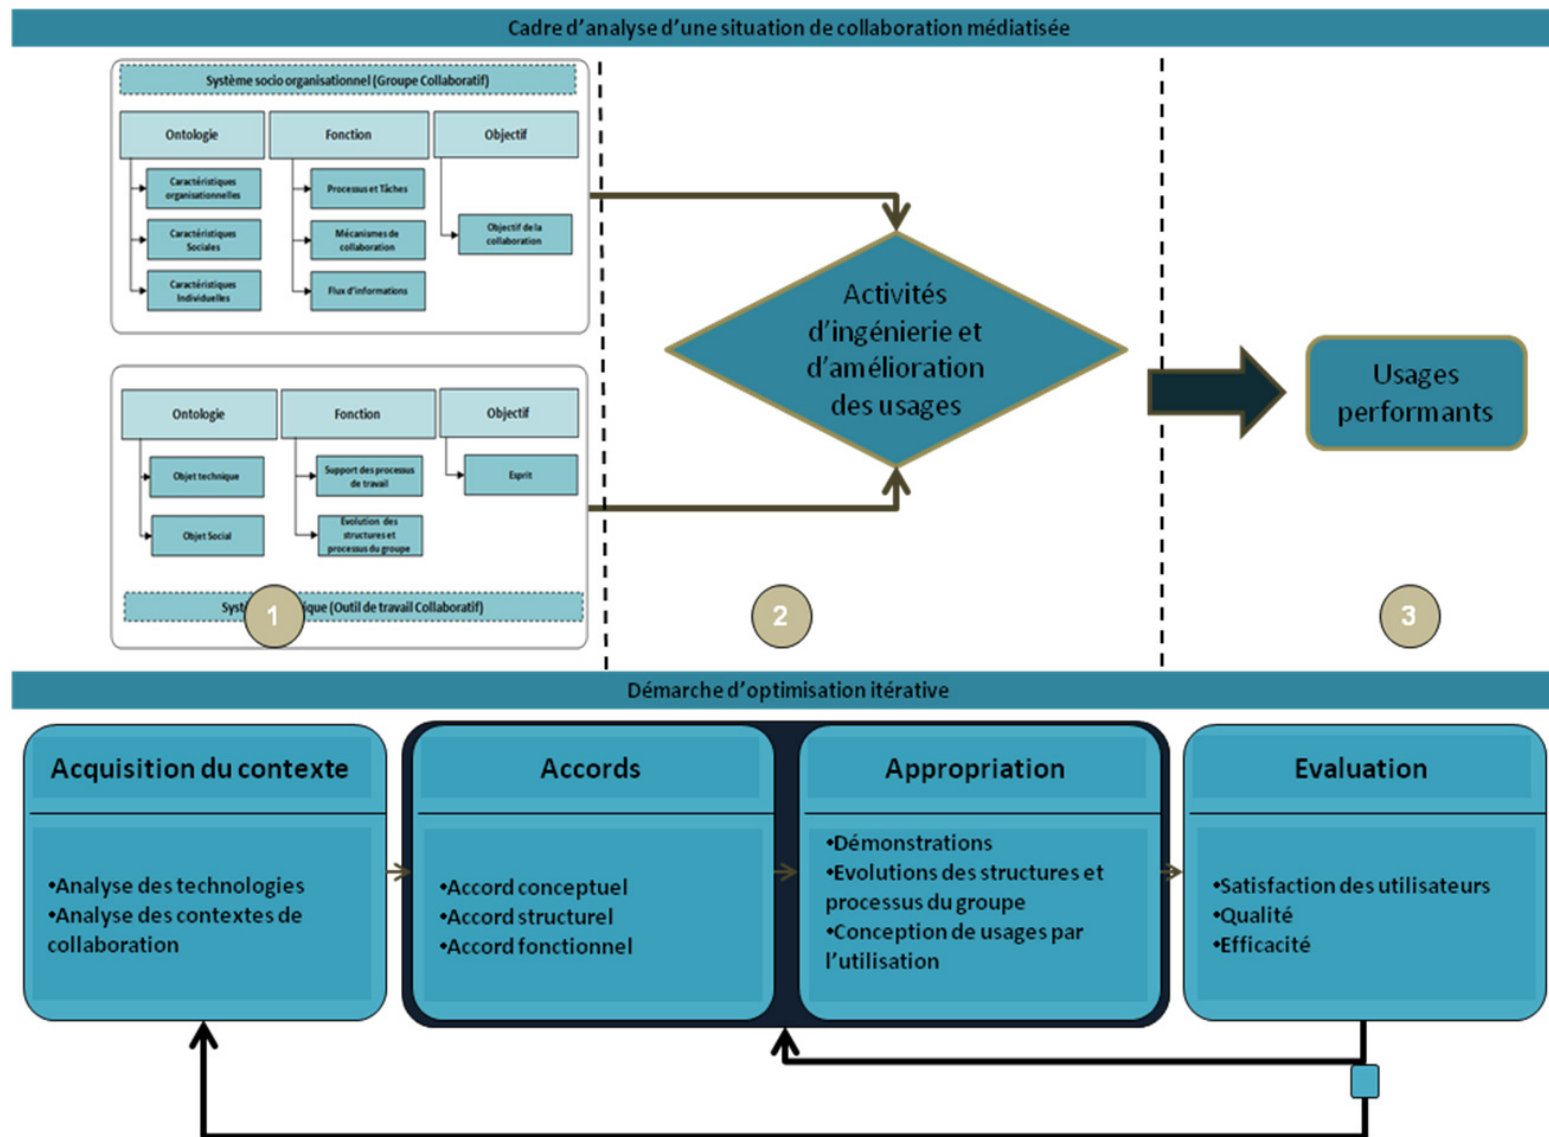 Cadre d'analyse d'une situation de collaboration médiatisée
Système socio organisationnel (Groupe Collaboratif)
Ontologie
Fonction
Objectif
Caractéristiques
organisationnelles
Caractéristiques
Sociales
Caractéristiques
Individuelles
Processus et Tâches
Mécanismes de
collaboration
Flux d'informations
Objectif de la
collaboration
Ontologie
Fonction
Objectif
Objet technique
Objet Social
Support des processus
de travail
Evolution des
structures et
processus du groupe
Esprit
(Outil de travail Collaboratif)
Activités
d'ingénierie et
d'amélioration
des usages
Usages
performants
1
2
3
Démarche d'optimisation itérative
Acquisition du contexte
•Analyse des technologies
•Analyse des contextes de
collaboration
Accords
•Accord conceptuel
•Accord structurel
•Accord fonctionnel
Appropriation
•Démonstrations
•Evolutions des structures et
processus du groupe
•Conception de usages par
l'utilisation
Evaluation
•Satisfaction des utilisateurs
•Qualité
•Efficacité